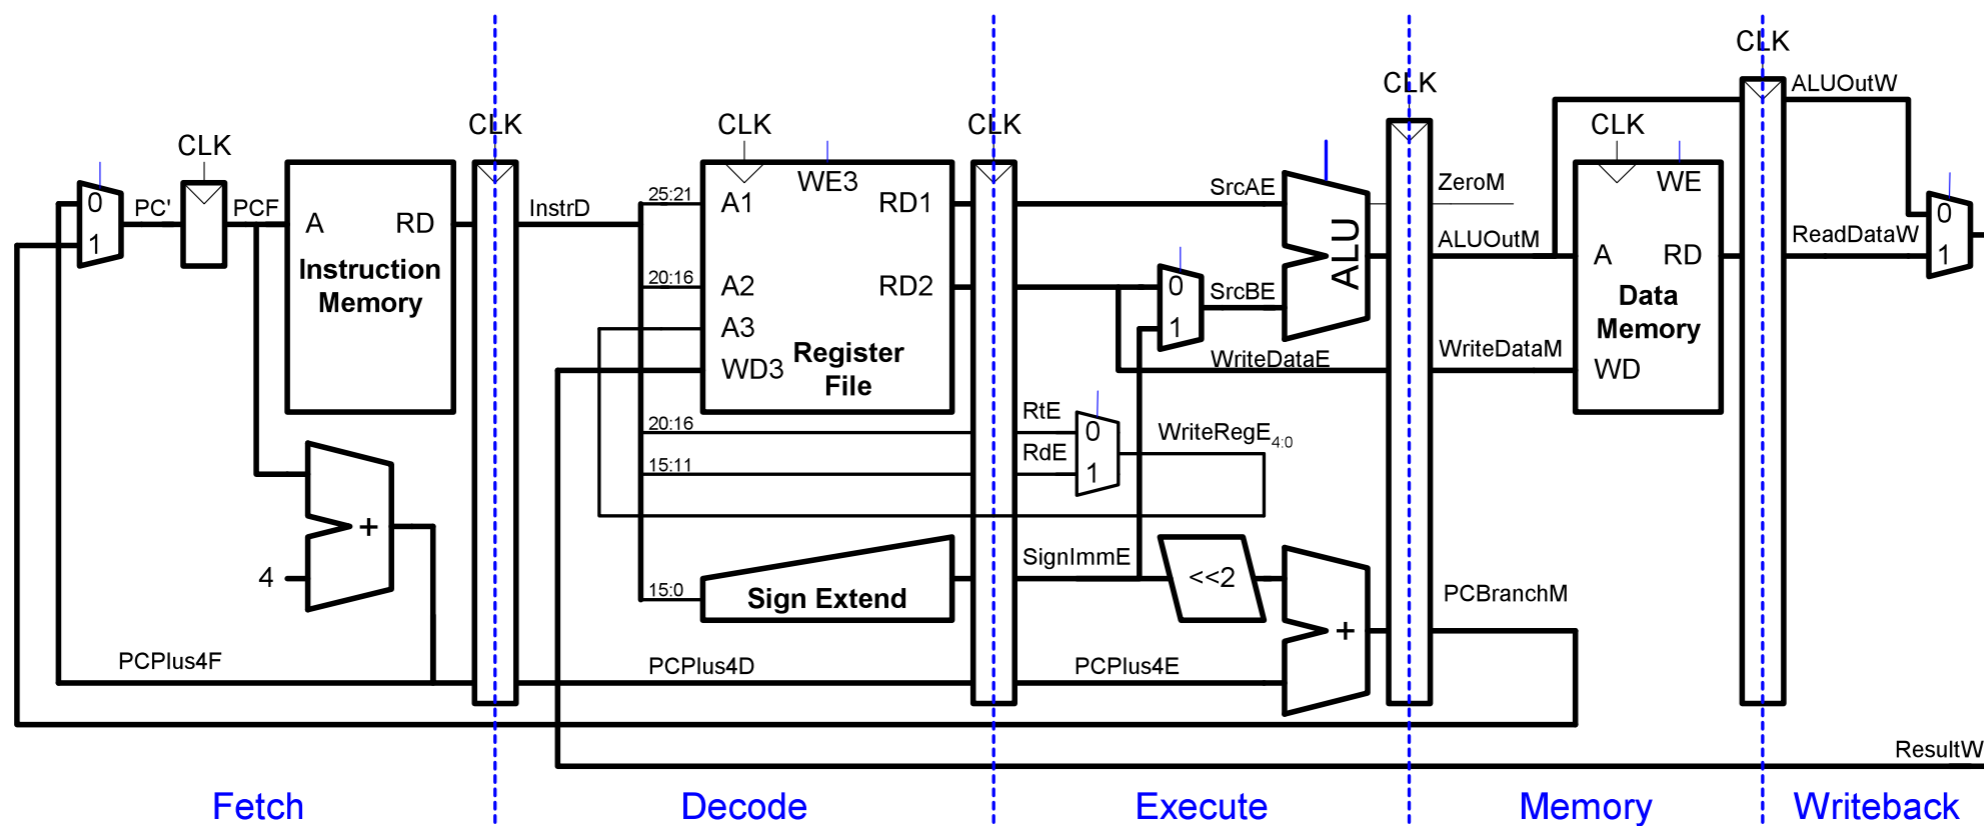 CLK
CLK
CLK
CLK
CLK
CLK
CLK
0
1
PC'
PCF
A
RD
Instruction
Memory
+
4
PCPlus4F
InstrD
25:21
20:16
20:16
15:11
15:0
A1
A2
A3
WD3
WE3
RD1
RD2
Register
File
Sign Extend
PCPlus4D
RtE
RdE
0
1
SignImmE
PCPlus4E
0
1
SrcAE
SrcBE
WriteDataE
WriteRegE4:0
ALU
<<2
+
ZeroM
ALUOutM
WriteDataM
PCBranchM
A
RD
WE
Data
Memory
WD
ALUOutW
ReadDataW
0
1
ResultW
Fetch
Decode
Execute
Memory
Writeback